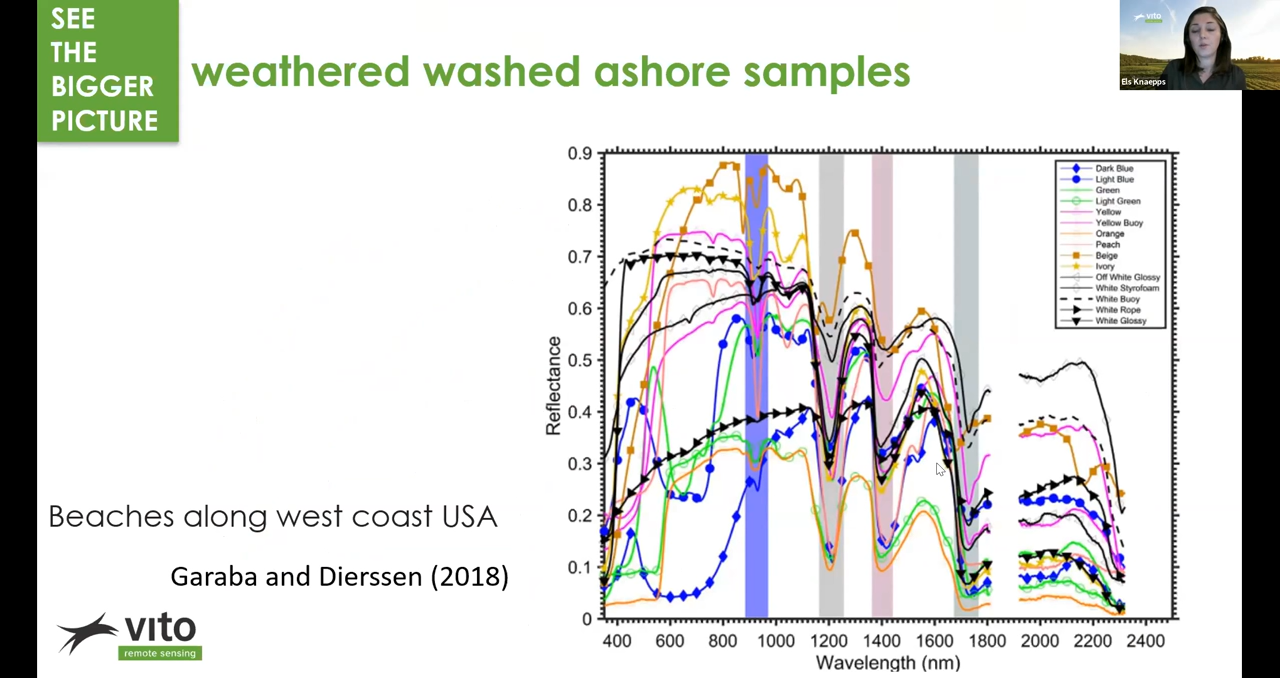 SEE
THE
BIGGER
PICTURE
weathered washed ashore samples
vito
Els Knaepps
Beaches along west coast USA
Garaba and Dierssen (2018)
vito
remote sensing
Reflectance
0.9
0.8
0.7
0.6
0.5
0.4
0.3
0.2
0.1
0
400 600 800 1000 1200 1400 1600 1800 2000 2200 2400
Wavelength (nm)
Dark Blue
Light Blue
Green
Light Green
Yellow
Yellow Buoy
Orange
Peach
Beige
Ivory
Off White Glossy
White Styrofoam
White Buoy
White Rope
White Glossy